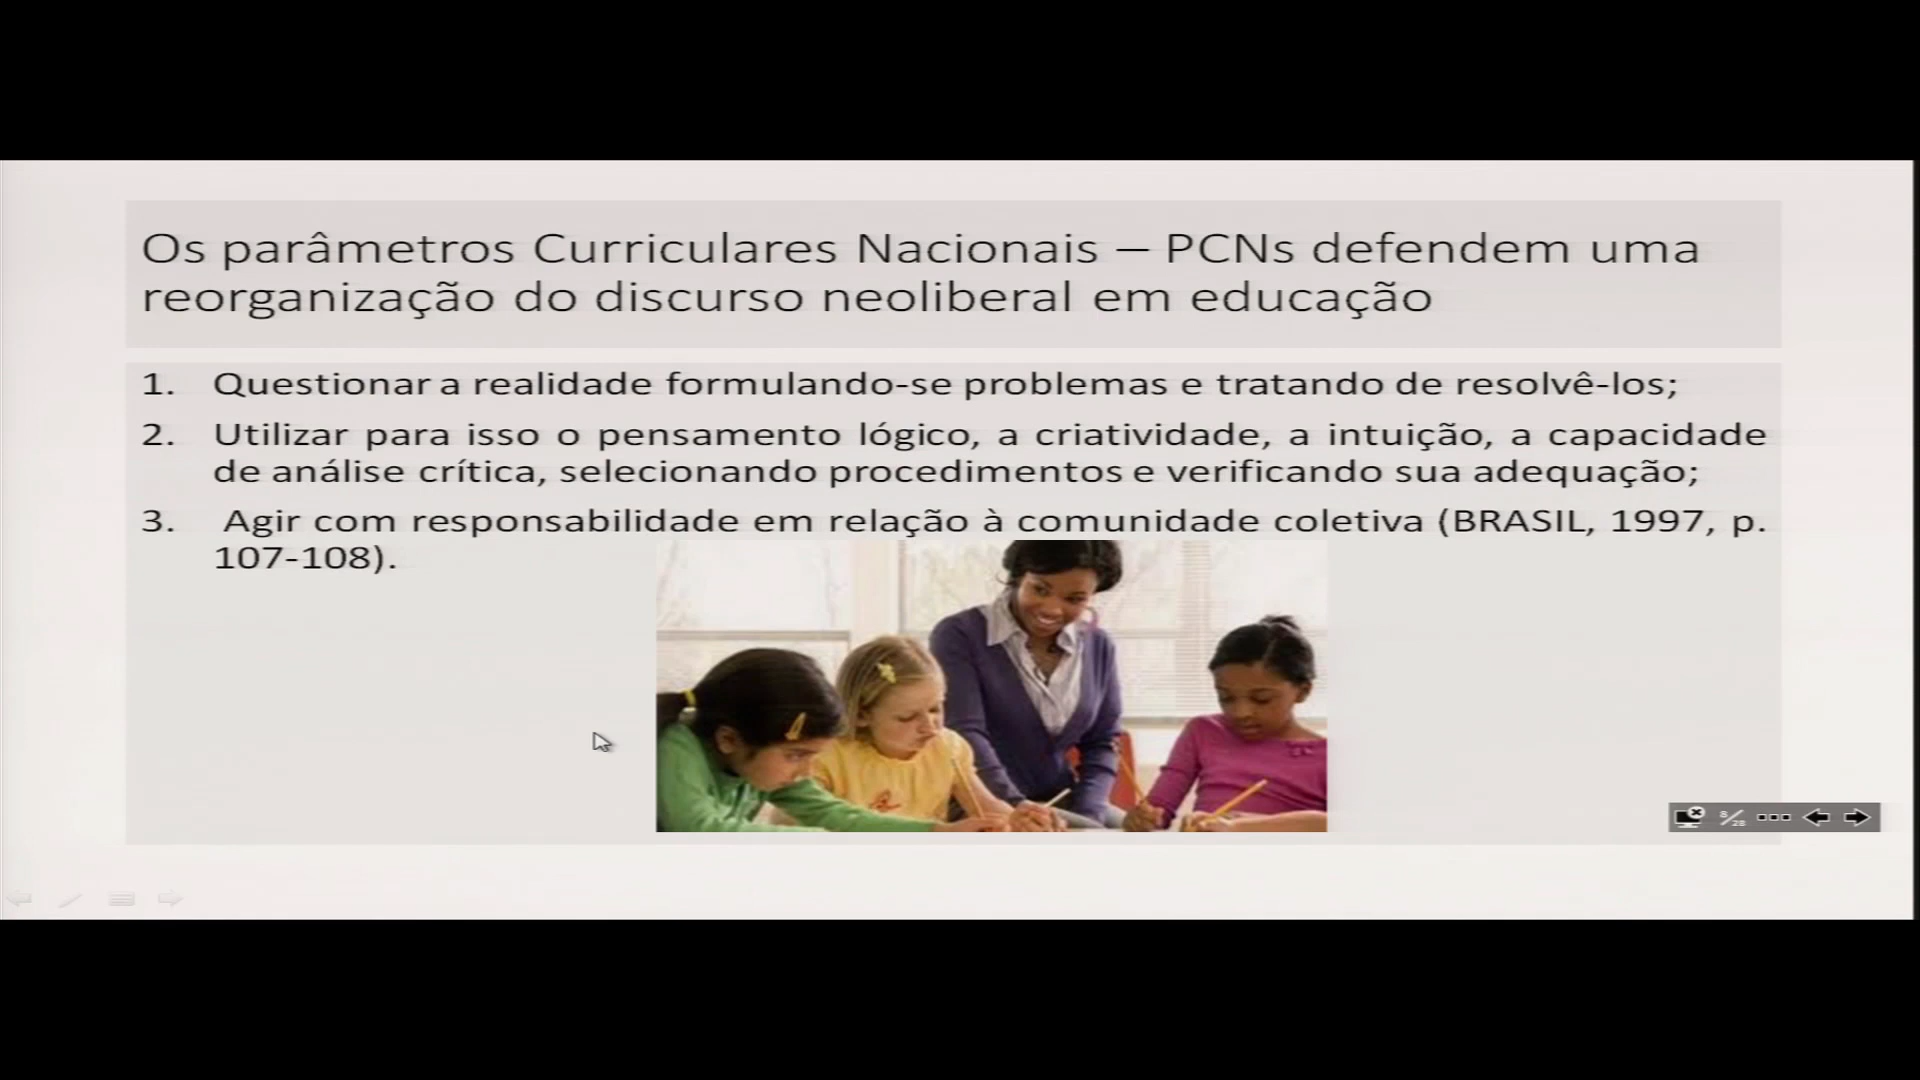 Os parâmetros Curriculares Nacionais – PCNs defendem uma
reorganização do discurso neoliberal em educação
1. Questionar a realidade formulando-se problemas e tratando de resolvê-los;
2. Utilizar para isso o pensamento lógico, a criatividade, a intuição, a capacidade
de análise crítica, selecionando procedimentos e verificando sua adequação;
3. Agir com responsabilidade em relação à comunidade coletiva (BRASIL, 1997, p.
107-108).
8/28